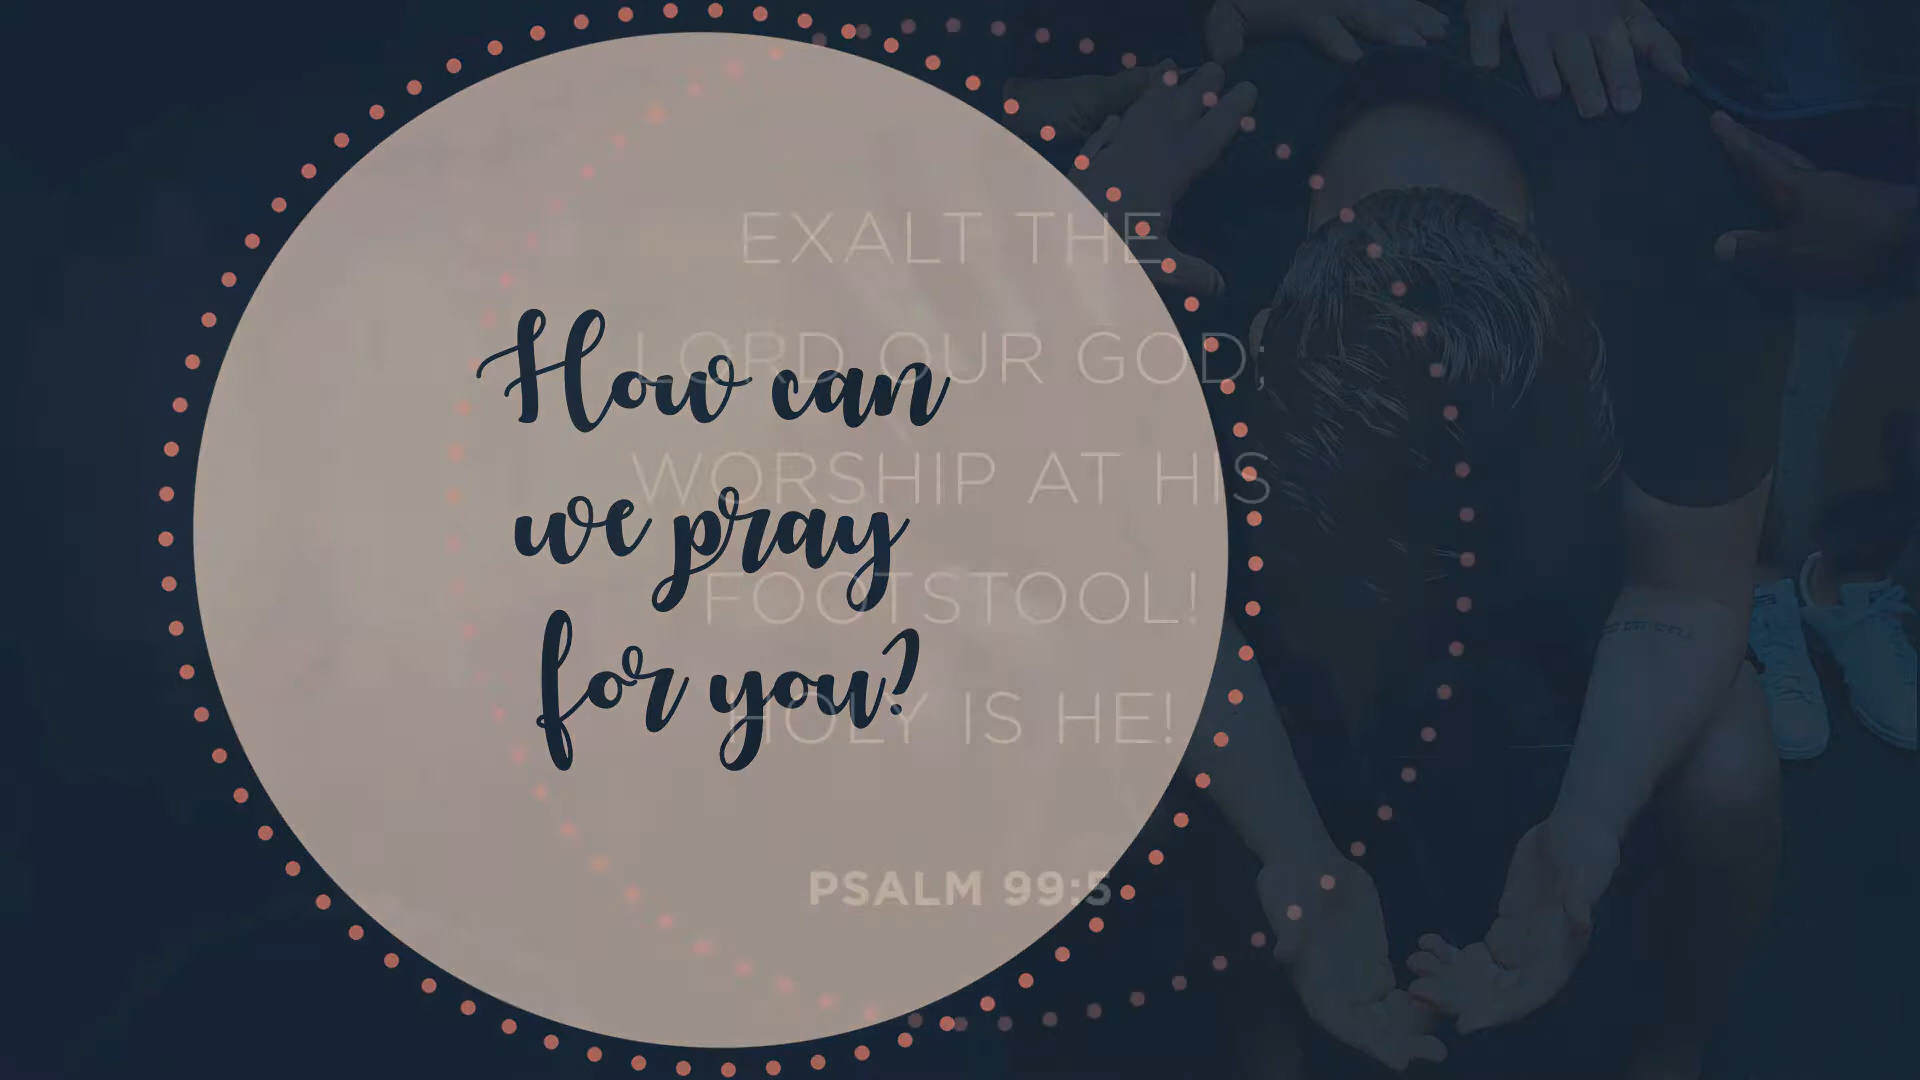 How can
we pray
for you?
EXALT THE
LORD OUR GOD;
WORSHIP AT HIS
FOOTSTOOL!
HOLY IS HE!
PSALM 99:5